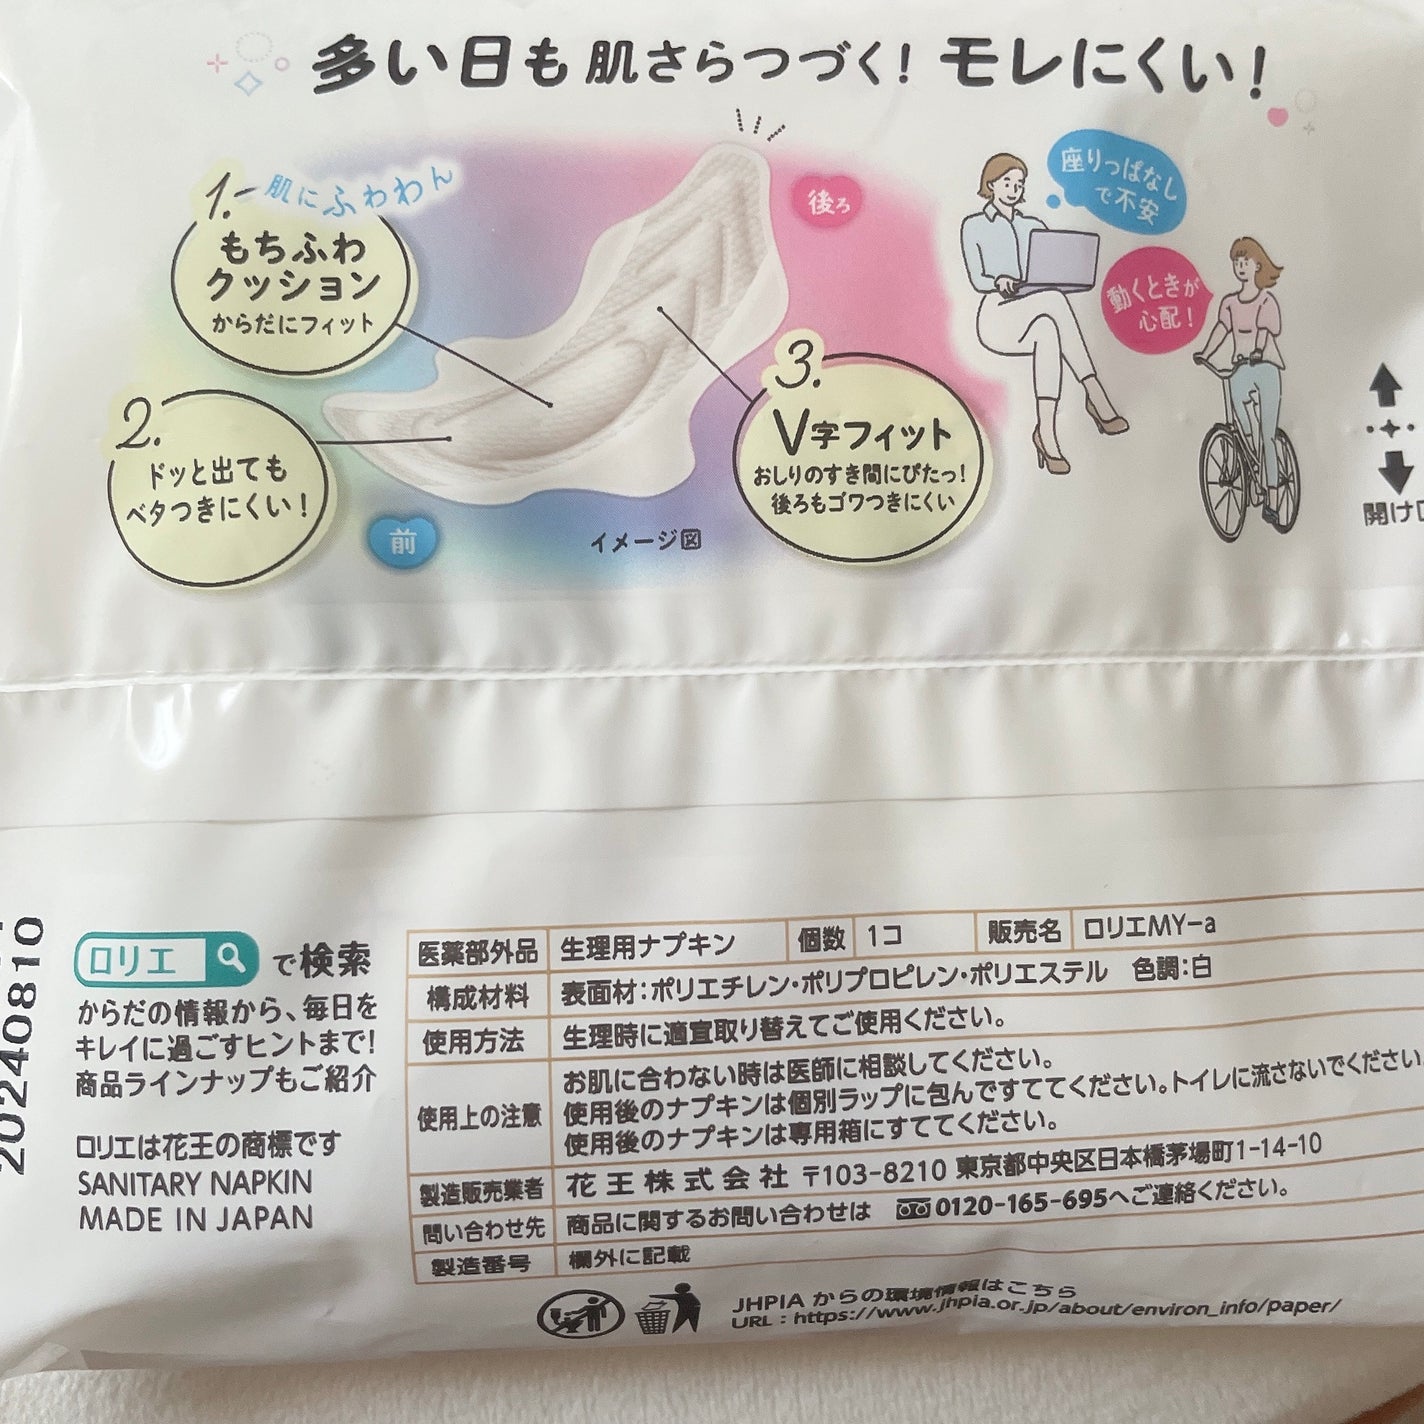 多い日も 肌さらつづく! モレにくい!
1. 肌にふわわん
もちふわ
クッション
からだにフィット
2.
ドッと出ても
ベタつきにくい!
後ろ
3.
V字フィット
おしりのすき間にぴたっ!
後ろもゴワつきにくい
前
イメージ図
座りっぱなし
で不安
動くときが
心配!
開け口
20240810
ロリエ で検索
からだの情報から、毎日を
キレイに過ごすヒントまで!
商品ラインナップもご紹介
ロリエは花王の商標です
SANITARY NAPKIN
MADE IN JAPAN
医薬部外品 生理用ナプキン 個数 1コ 販売名 ロリエMY-a
構成材料 表面材:ポリエチレン・ポリプロピレン・ポリエステル 色調:白
使用方法 生理時に適宜取り替えてご使用ください。
使用上の注意 お肌に合わない時は医師に相談してください。
使用後のナプキンは個別ラップに包んですててください。トイレに流さないでください。
使用後のナプキンは専用箱にすててください。
製造販売業者 花王株式会社 〒103-8210 東京都中央区日本橋茅場町1-14-10
問い合わせ先 商品に関するお問い合わせは 0120-165-695へご連絡ください。
製造番号 欄外に記載
JHPIA からの環境情報はこちら
URL : https://www.jhpia.or.jp/about/environ_info/paper/